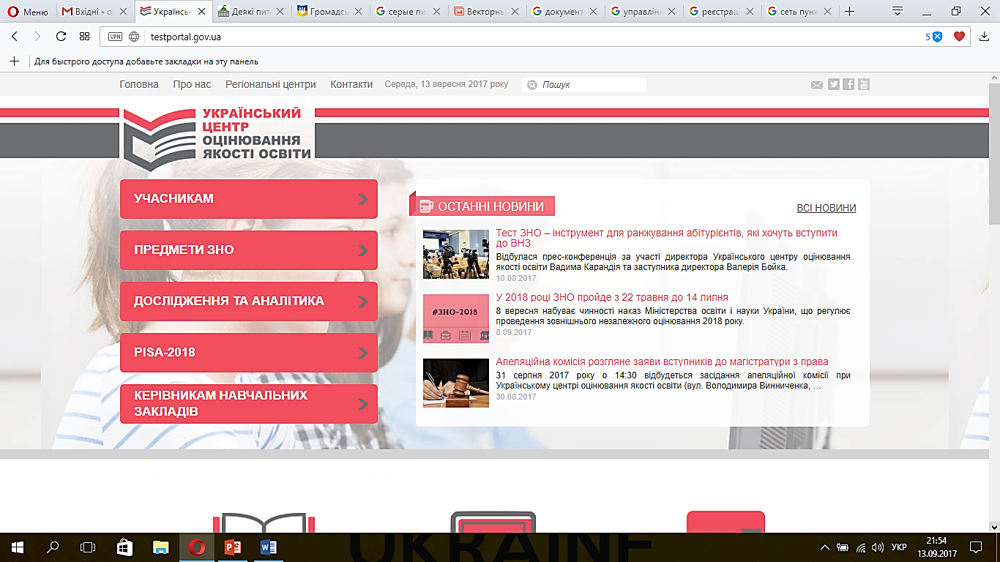 Меню
Вхідні - об
Українськ
Деякі пит
Громадсь
серые пи
Векторны
документ
управлінн
реєстраці
сеть пунк
VPN
testportal.gov.ua
5
Для быстрого доступа добавьте закладки на эту панель
Головна Про нас Регіональні центри Контакти Середа, 13 вересня 2017 року Пошук
УКРАЇНСЬКИЙ
ЦЕНТР
ОЦІНЮВАННЯ
ЯКОСТІ ОСВІТИ
УЧАСНИКАМ
ПРЕДМЕТИ ЗНО
ДОСЛІДЖЕННЯ ТА АНАЛІТИКА
PISA-2018
КЕРІВНИКАМ НАВЧАЛЬНИХ
ЗАКЛАДІВ
ОСТАННІ НОВИНИ
ВСІ НОВИНИ
Тест ЗНО – інструмент для ранжування абітурієнтів, які хочуть вступити
до ВНЗ
Відбулася прес-конференція за участі директора Українського центру оцінювання
якості освіти Вадима Карандія та заступника директора Валерія Бойка.
10.08.2017
#ЗНО-2018
У 2018 році ЗНО пройде з 22 травня до 14 липня
8 вересня набуває чинності наказ Міністерства освіти і науки України, що регулює
проведення зовнішнього незалежного оцінювання 2018 року.
8.09.2017
Апеляційна комісія розгляне заяви вступників до магістратури з права
31 серпня 2017 року о 14:30 відбудеться засідання апеляційної комісії при
Українському центрі оцінювання якості освіти (вул. Володимира Винниченка, ...
30.08.2017
UKRAINE
УКР
21:54
13.09.2017